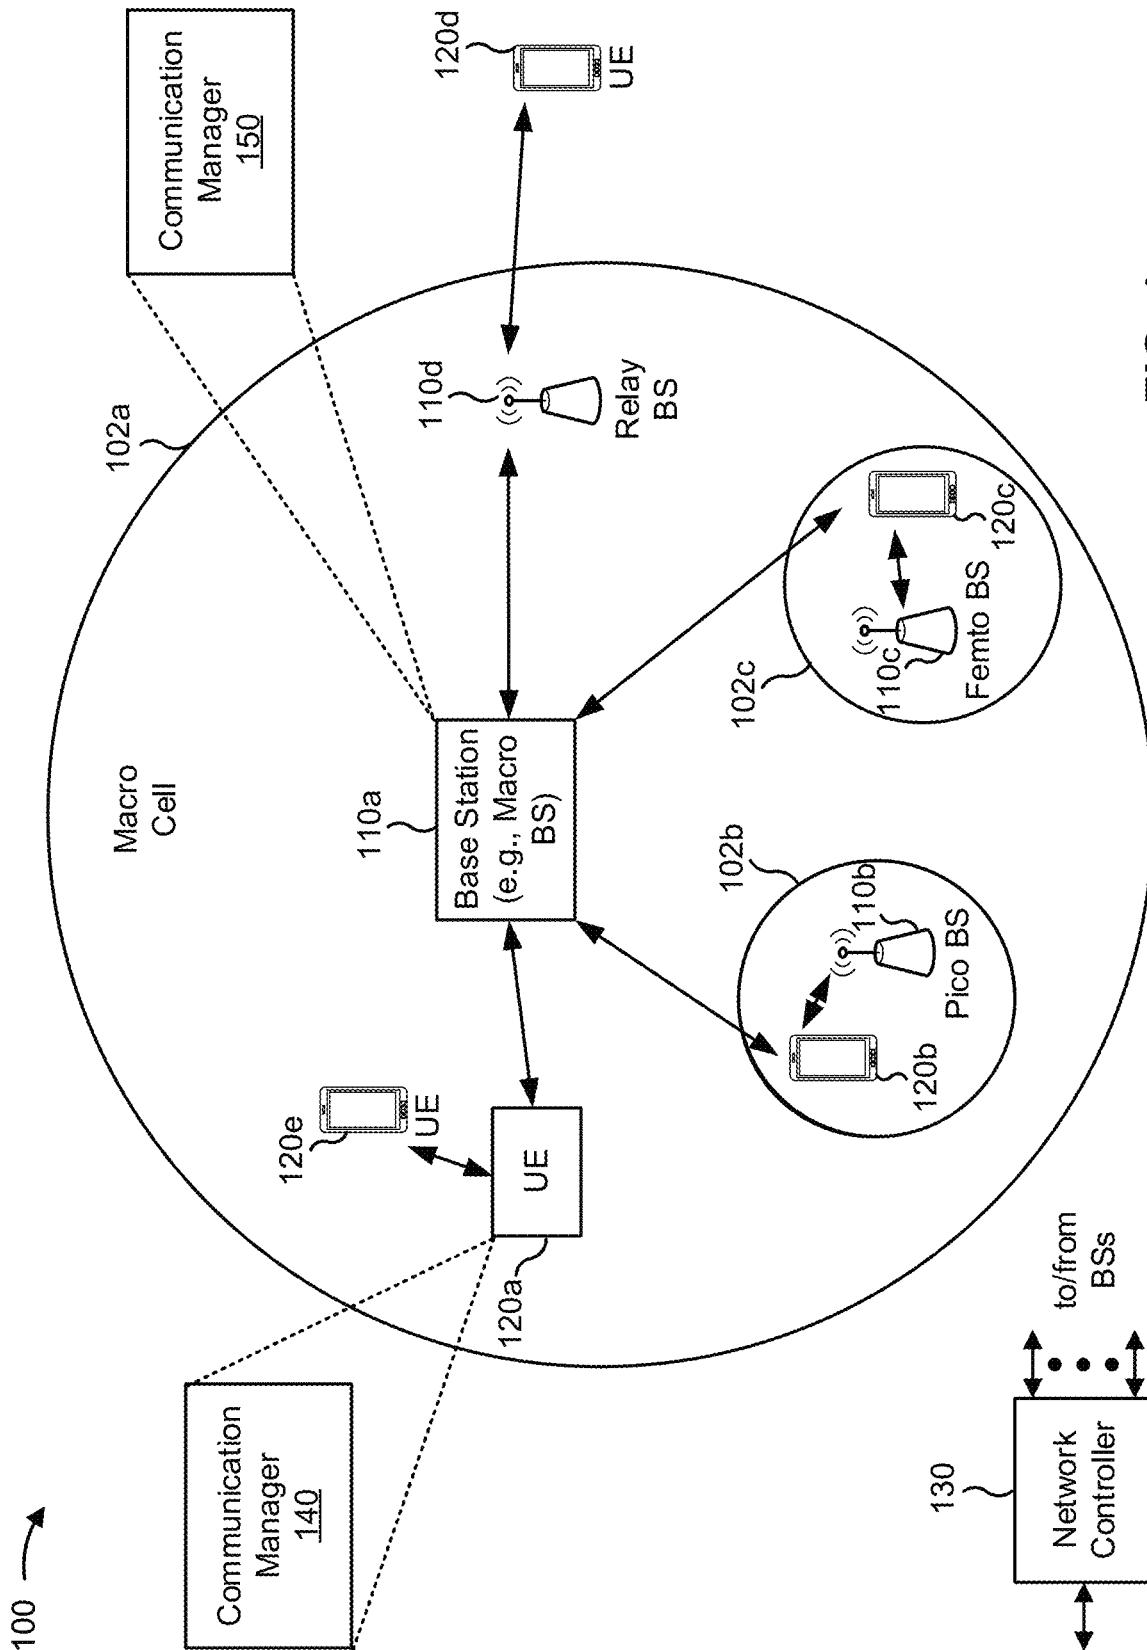 100
Communication
Manager
140
Communication
Manager
150
102a
Macro
Cell
120e
UE
110a
110d
120d
UE
120a
UE
Base Station
(e.g., Macro
BS)
Relay
BS
102b
110b
Pico BS
120b
102c
110c
Femto BS
120c
130
Network
Controller
to/from
BSs